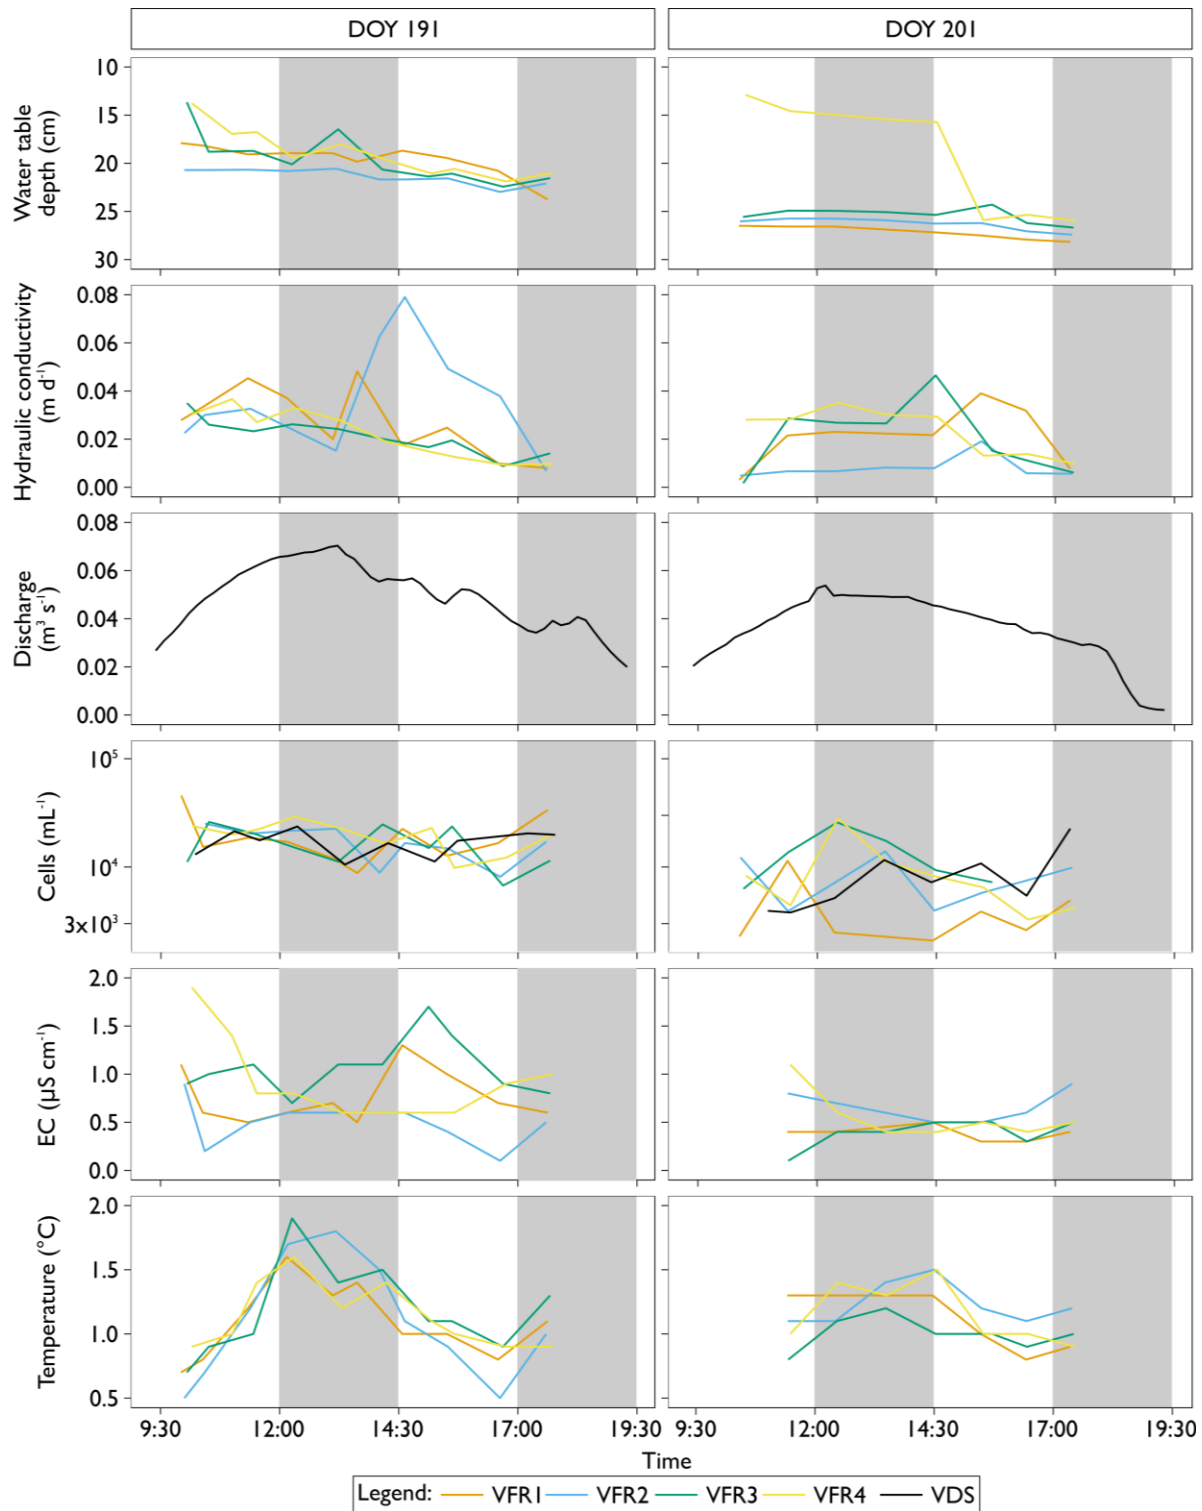 DOY 191
DOY 201
Water table
depth (cm)
10
15
20
25
30
Hydraulic conductivity
(m d⁻¹)
0.08
0.06
0.04
0.02
0.00
Discharge
(m³ s⁻¹)
0.08
0.06
0.04
0.02
0.00
Cells (mL⁻¹)
10⁵
10⁴
3x10³
EC (µS cm⁻¹)
2.0
1.5
1.0
0.5
0.0
Temperature (°C)
2.0
1.5
1.0
0.5
9:30 12:00 14:30 17:00 19:30
9:30 12:00 14:30 17:00 19:30
Time
Legend: VFR1 VFR2 VFR3 VFR4 VDS